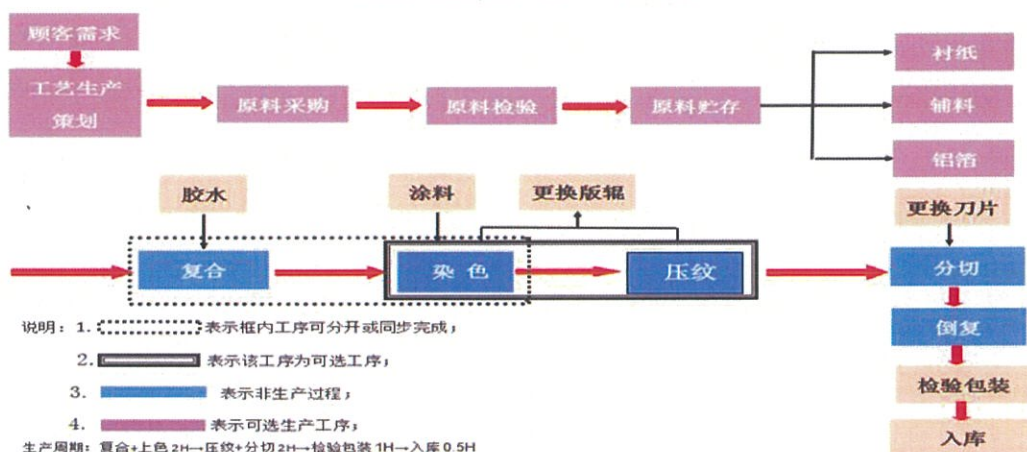 顾客需求
工艺生产
策划
原料采购
原料检验
原料贮存
衬纸
辅料
铝箔
胶水
涂料
更换版辊
更换刀片
复合
染色
压纹
分切
倒复
检验包装
入库
说明：1. 表示框内工序可分开或同步完成；
2. 表示该工序为可选工序；
3. 表示非生产过程；
4. 表示可选生产工序；
生产周期：复合+上色2H→压纹+分切2H→检验包装1H→入库0.5H